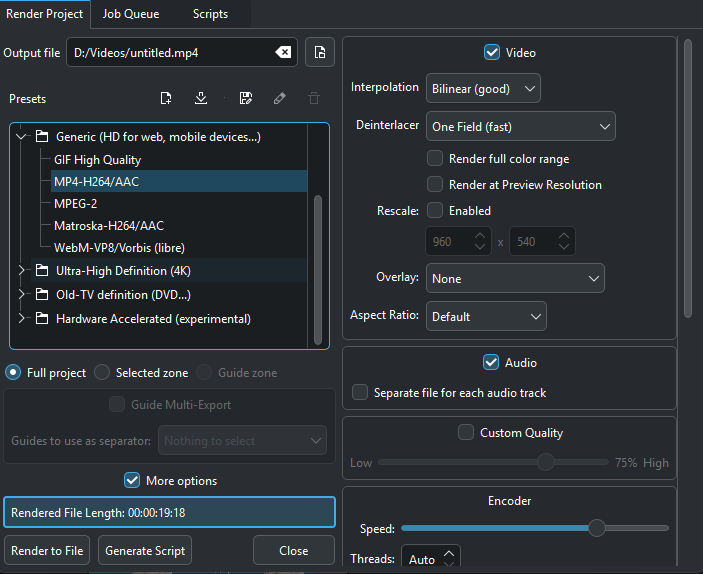 Render Project
Job Queue
Scripts
Output file
D:/Videos/untitled.mp4
Presets
Generic (HD for web, mobile devices...)
GIF High Quality
MP4-H264/AAC
MPEG-2
Matroska-H264/AAC
WebM-VP8/Vorbis (libre)
Ultra-High Definition (4K)
Old-TV definition (DVD...)
Hardware Accelerated (experimental)
Full project
Selected zone
Guide zone
Guide Multi-Export
Guides to use as separator:
Nothing to select
More options
Rendered File Length: 00:00:19:18
Render to File
Generate Script
Close
Video
Interpolation
Bilinear (good)
Deinterlacer
One Field (fast)
Render full color range
Render at Preview Resolution
Rescale:
Enabled
960 x 540
Overlay:
None
Aspect Ratio:
Default
Audio
Separate file for each audio track
Custom Quality
Low
75% High
Encoder
Speed:
Threads:
Auto